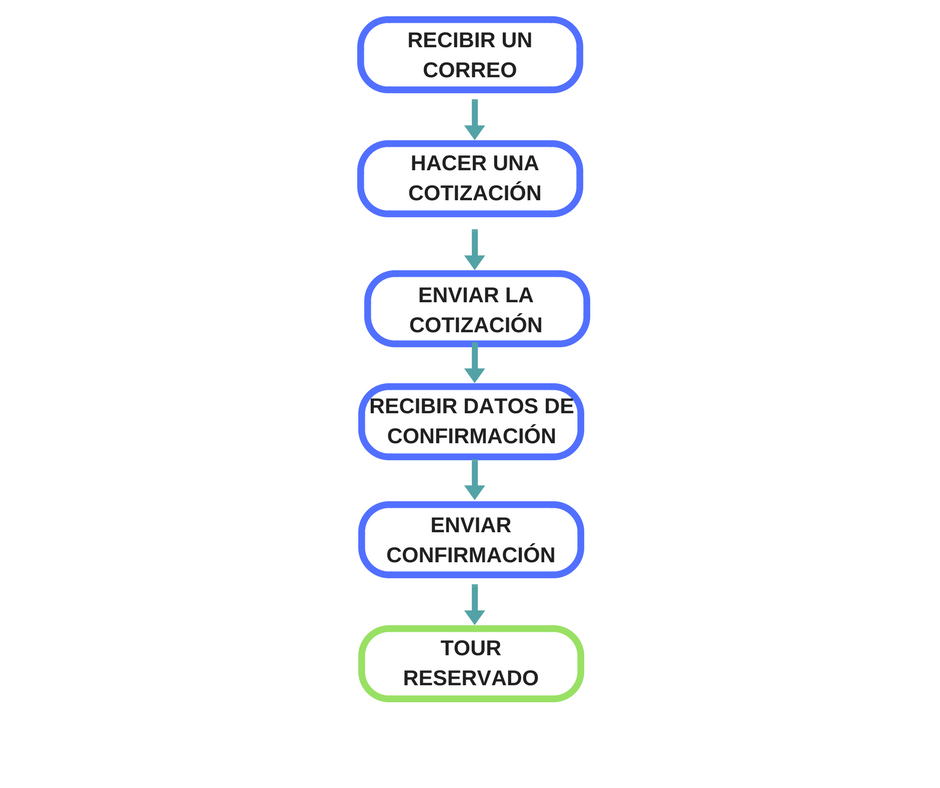 RECIBIR UN
CORREO
HACER UNA
COTIZACIÓN
ENVIAR LA
COTIZACIÓN
RECIBIR DATOS DE
CONFIRMACIÓN
ENVIAR
CONFIRMACIÓN
TOUR
RESERVADO